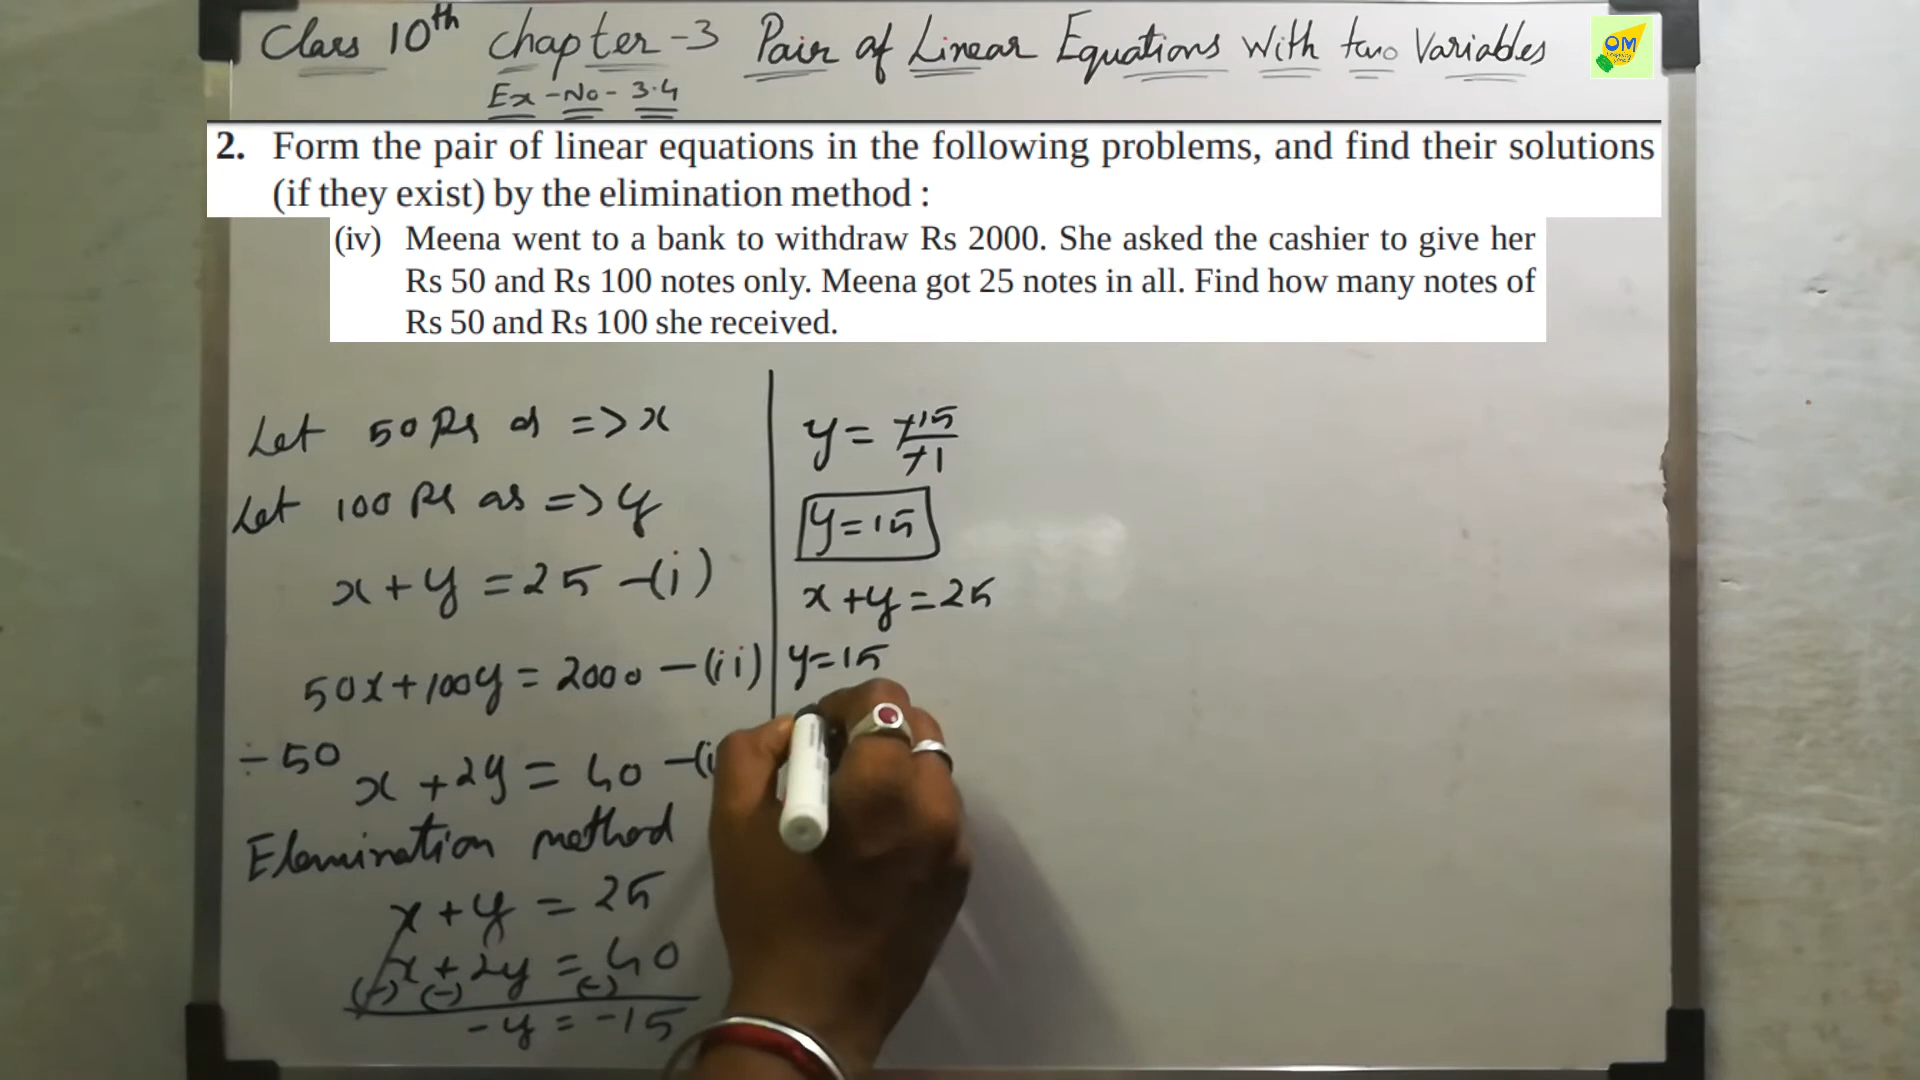 Class 10th chapter-3 Pair of Linear Equations With two Variables
Ex-No-3.4
OM
2. Form the pair of linear equations in the following problems, and find their solutions
(if they exist) by the elimination method :
(iv) Meena went to a bank to withdraw Rs 2000. She asked the cashier to give her
Rs 50 and Rs 100 notes only. Meena got 25 notes in all. Find how many notes of
Rs 50 and Rs 100 she received.
Let 50 Rs as => x
Let 100 Rs as => y
x + y = 25 -(i)
50x + 100y = 2000 -(ii)
÷ 50
x + 2y = 40 -(i
Elemination method
x + y = 25
x + 2y = 40
(-) (-) (-)
-y = -15
y = -15/-1
y = 15
x + y = 25
y = 15